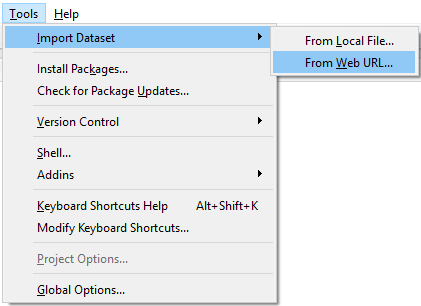 Tools Help
Import Dataset
From Local File...
From Web URL...
Install Packages...
Check for Package Updates...
Version Control
Shell...
Addins
Keyboard Shortcuts Help Alt+Shift+K
Modify Keyboard Shortcuts...
Project Options...
Global Options...